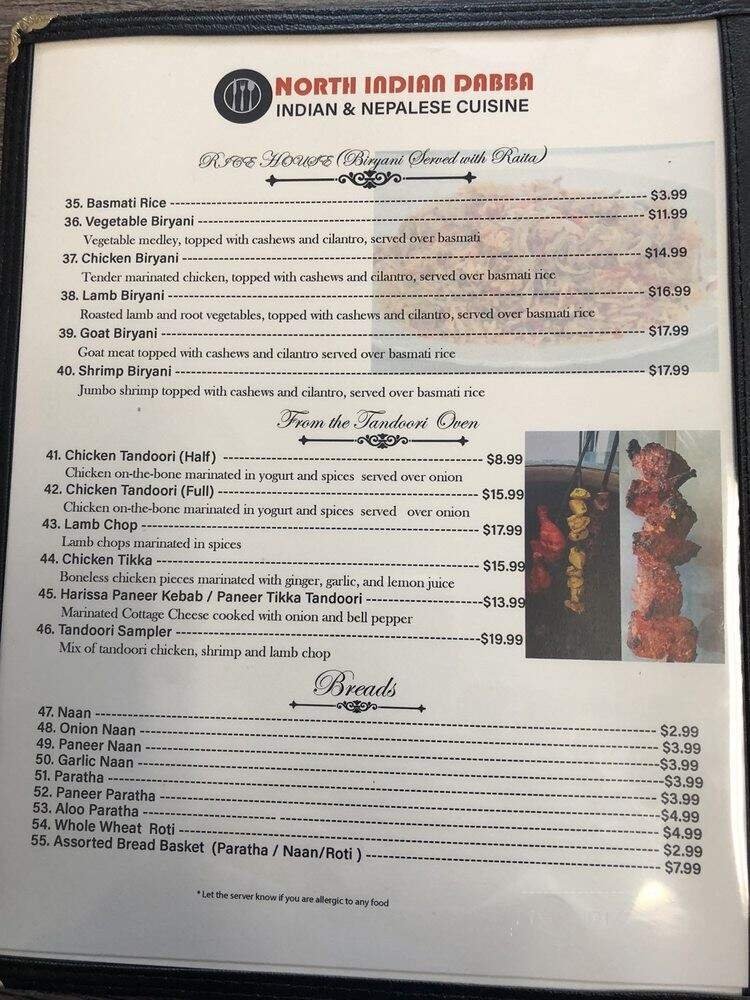 NORTH INDIAN DABBA
INDIAN & NEPALESE CUISINE
RICE HOUSE (Biryani Served with Raita)
35. Basmati Rice $3.99
36. Vegetable Biryani $11.99
Vegetable medley, topped with cashews and cilantro, served over basmati
37. Chicken Biryani $14.99
Tender marinated chicken, topped with cashews and cilantro, served over basmati rice
38. Lamb Biryani $16.99
Roasted lamb and root vegetables, topped with cashews and cilantro, served over basmati rice
39. Goat Biryani $17.99
Goat meat topped with cashews and cilantro served over basmati rice
40. Shrimp Biryani $17.99
Jumbo shrimp topped with cashews and cilantro, served over basmati rice
From the Tandoori Oven
41. Chicken Tandoori (Half) $8.99
Chicken on-the-bone marinated in yogurt and spices served over onion
42. Chicken Tandoori (Full) $15.99
Chicken on-the-bone marinated in yogurt and spices served over onion
43. Lamb Chop $17.99
Lamb chops marinated in spices
44. Chicken Tikka $15.99
Boneless chicken pieces marinated with ginger, garlic, and lemon juice
45. Harissa Paneer Kebab / Paneer Tikka Tandoori $13.99
Marinated Cottage Cheese cooked with onion and bell pepper
46. Tandoori Sampler $19.99
Mix of tandoori chicken, shrimp and lamb chop
Breads
47. Naan $2.99
48. Onion Naan $3.99
49. Paneer Naan $3.99
50. Garlic Naan $3.99
51. Paratha $3.99
52. Paneer Paratha $4.99
53. Aloo Paratha $4.99
54. Whole Wheat Roti $2.99
55. Assorted Bread Basket (Paratha / Naan/Roti ) $7.99
* Let the server know if you are allergic to any food